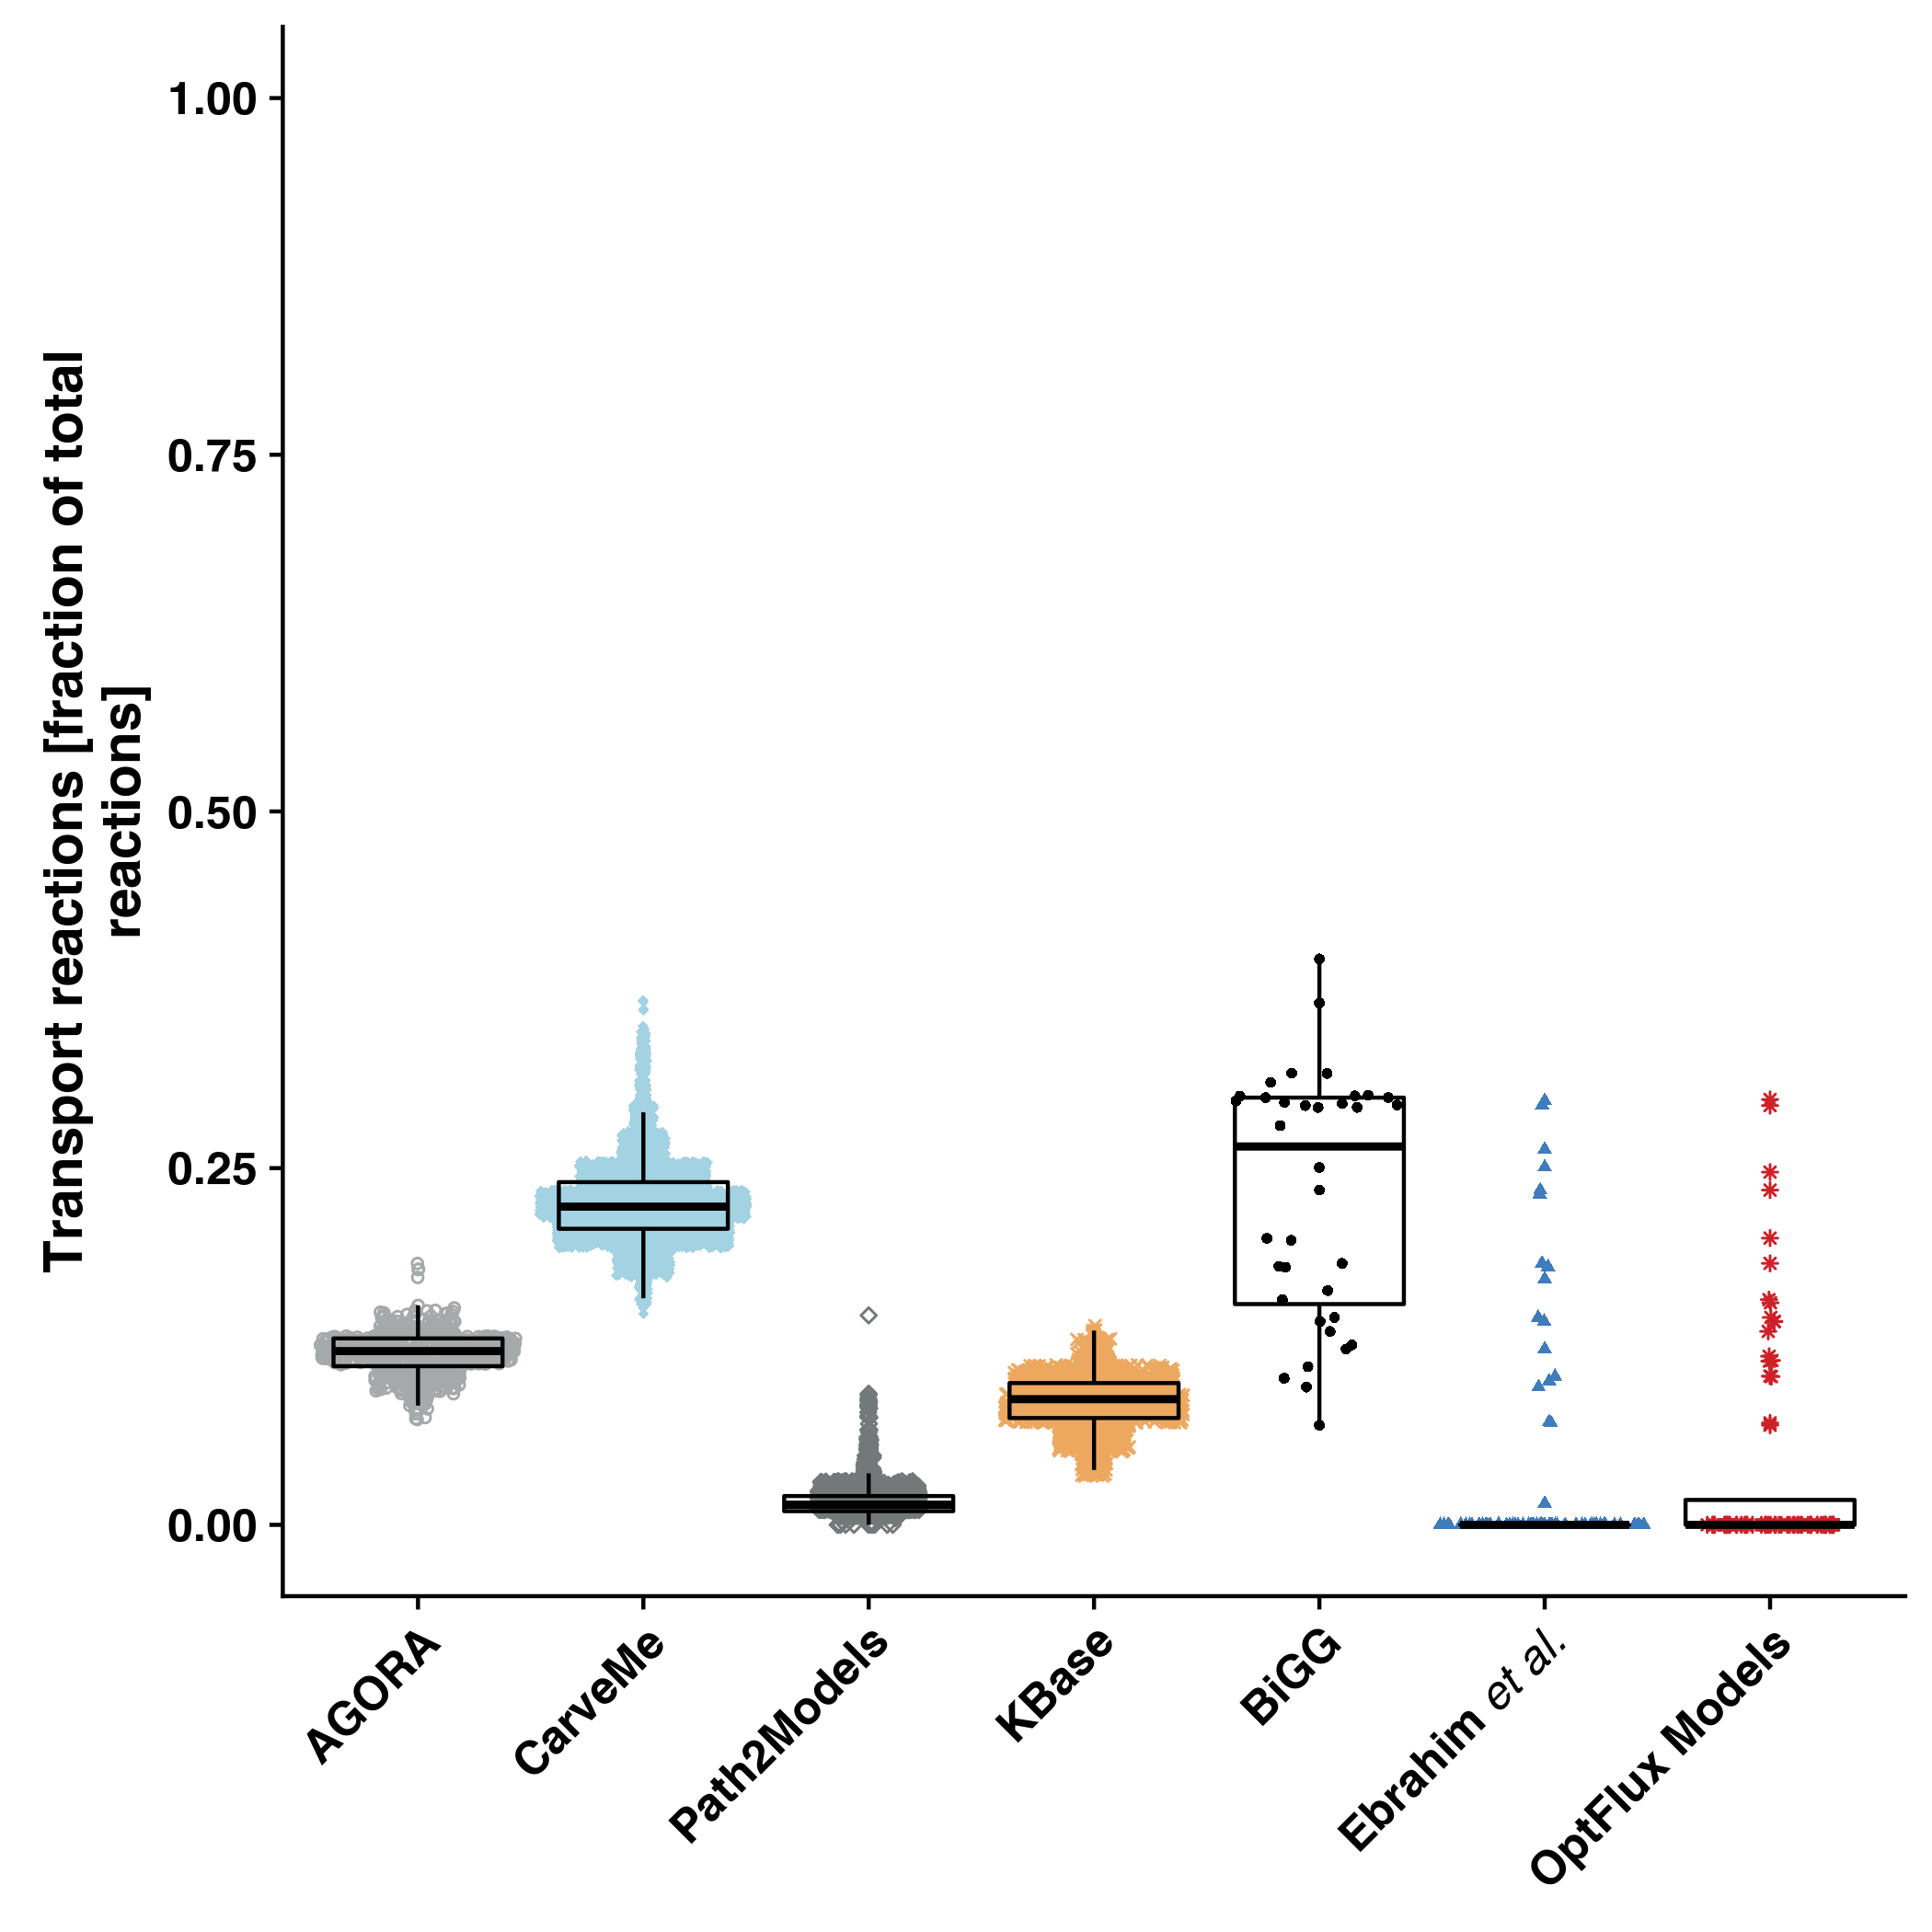 Transport reactions [fraction of total
reactions]
1.00
0.75
0.50
0.25
0.00
AGORA
CarveMe
Path2Models
KBase
BiGG
Ebrahim et al.
OptFlux Models